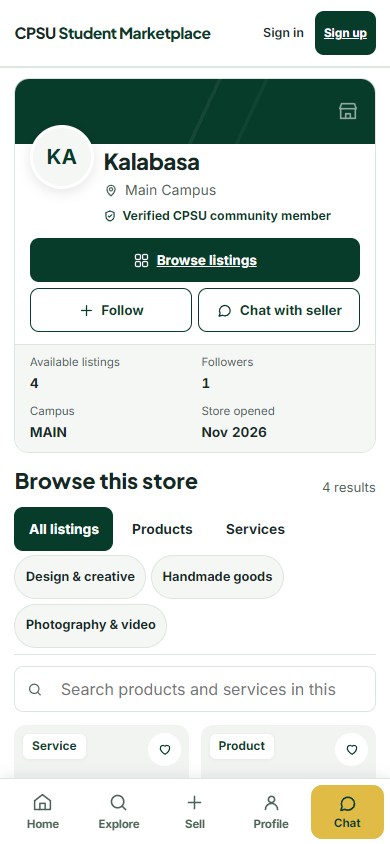 CPSU Student Marketplace
Sign in
Sign up
KA
Kalabasa
Main Campus
Verified CPSU community member
Browse listings
Follow
Chat with seller
Available listings
Followers
4
1
Campus
Store opened
MAIN
Nov 2026
Browse this store
4 results
All listings
Products
Services
Design & creative
Handmade goods
Photography & video
Search products and services in this
Service
Product
Home
Explore
Sell
Profile
Chat